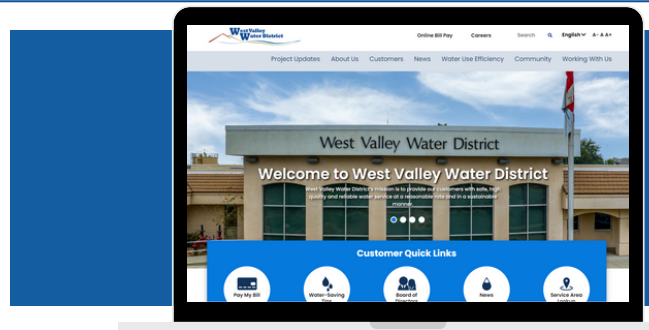 West Valley
Water District
Online Bill Pay Careers Search English A- A A+
Project Updates About Us Customers News Water Use Efficiency Community Working With Us
West Valley Water District
Welcome to West Valley Water District
West Valley Water District's mission is to provide our customers with safe, high
quality and reliable water service at a reasonable rate and in a sustainable
manner.
Customer Quick Links
Pay My Bill
Water-Saving
Tips
Board of
Directors
News
Service Area
Lookup